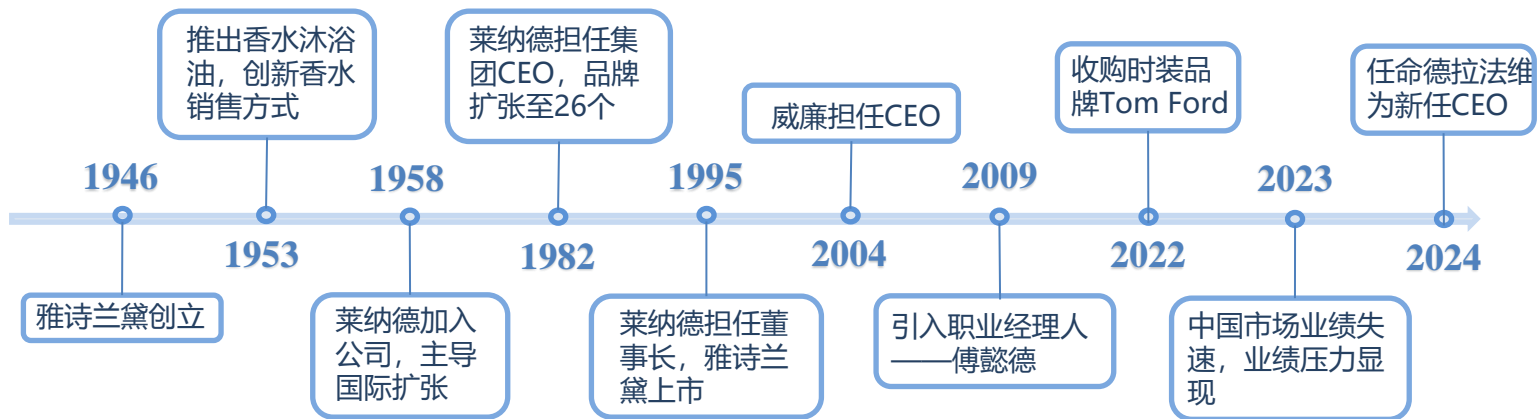 推出香水沐浴
油，创新香水
销售方式
莱纳德担任集
团CEO，品牌
扩张至26个
威廉担任CEO
收购时装品
牌Tom Ford
任命德拉法维
为新任CEO
1946
1958
1995
2009
2023
1953
1982
2004
2022
2024
雅诗兰黛创立
莱纳德加入
公司，主导
国际扩张
莱纳德担任董
事长，雅诗兰
黛上市
引入职业经理人
——傅懿德
中国市场业绩失
速，业绩压力显
现